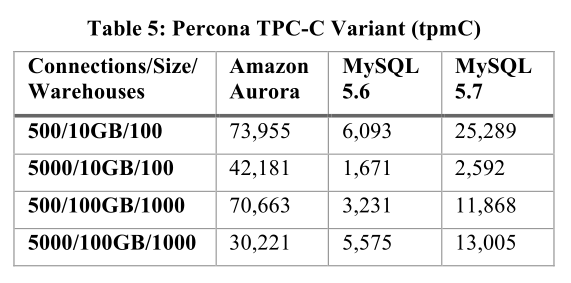 Table 5: Percona TPC-C Variant (tpmC)
Connections/Size/ Amazon MySQL MySQL
Warehouses Aurora 5.6 5.7
500/10GB/100 73,955 6,093 25,289
5000/10GB/100 42,181 1,671 2,592
500/100GB/1000 70,663 3,231 11,868
5000/100GB/1000 30,221 5,575 13,005